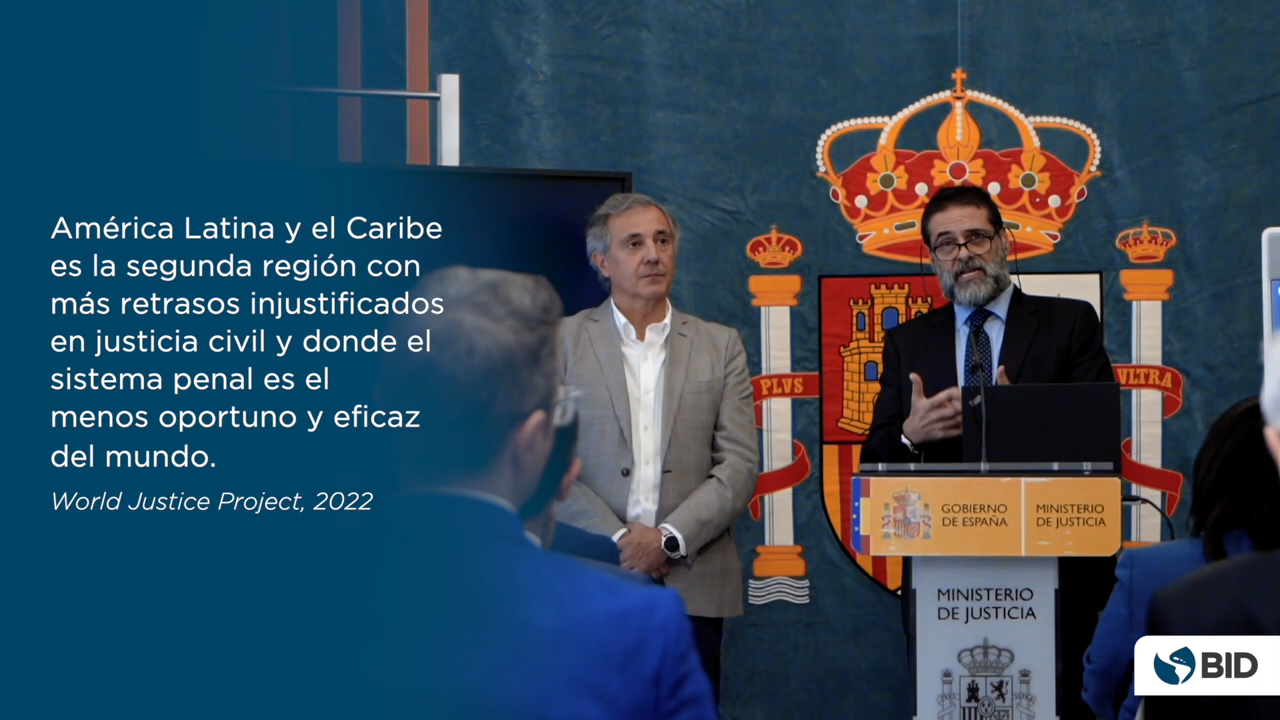 América Latina y el Caribe
es la segunda región con
más retrasos injustificados
en justicia civil y donde el
sistema penal es el
menos oportuno y eficaz
del mundo.
World Justice Project, 2022
PLVS
VLTRA
GOBIERNO
DE ESPAÑA
MINISTERIO
DE JUSTICIA
MINISTERIO
DE JUSTICIA
BID